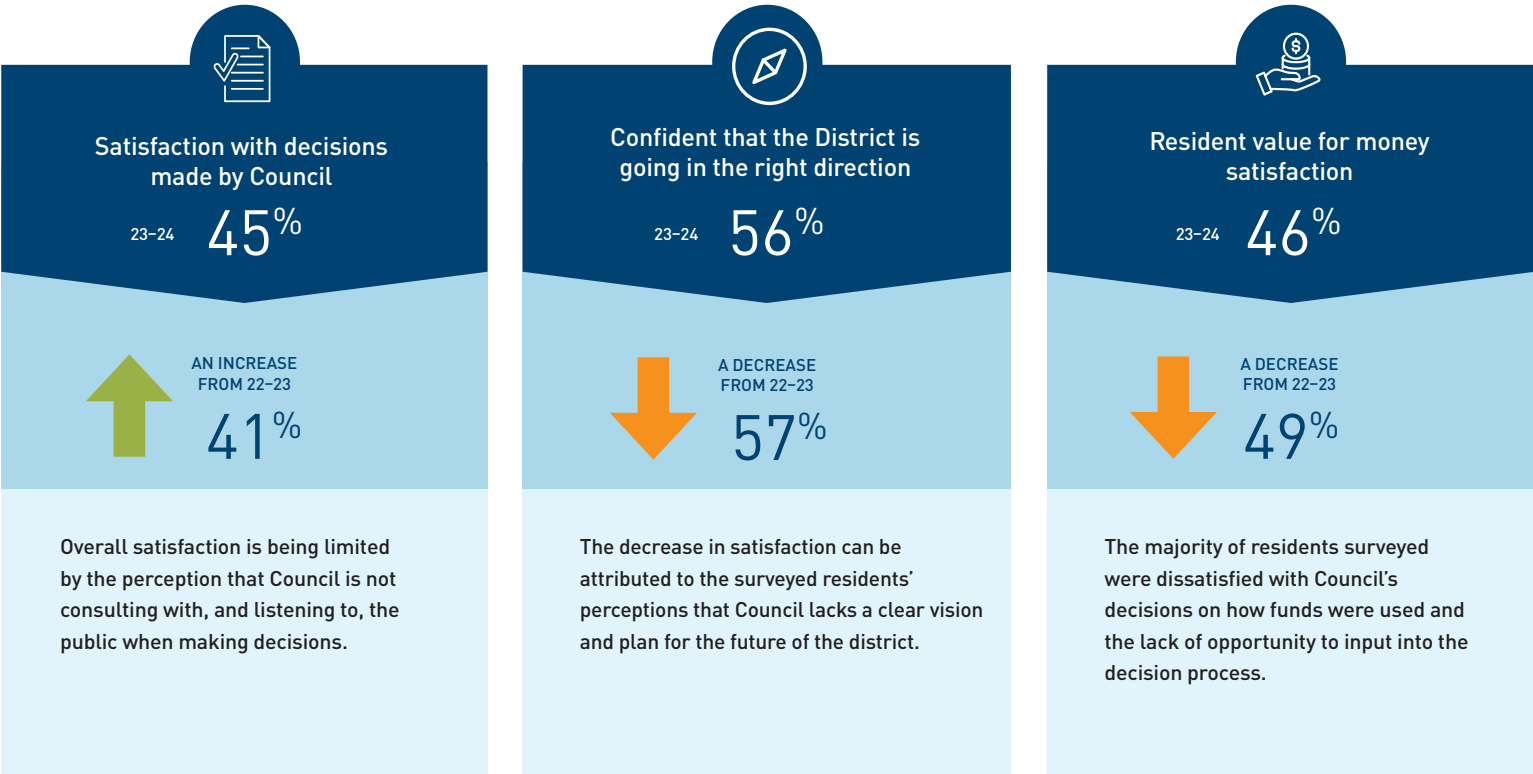 Satisfaction with decisions
made by Council
23–24 45%
AN INCREASE
FROM 22–23
41%
Overall satisfaction is being limited
by the perception that Council is not
consulting with, and listening to, the
public when making decisions.
Confident that the District is
going in the right direction
23–24 56%
A DECREASE
FROM 22–23
57%
The decrease in satisfaction can be
attributed to the surveyed residents’
perceptions that Council lacks a clear vision
and plan for the future of the district.
$
Resident value for money
satisfaction
23–24 46%
A DECREASE
FROM 22–23
49%
The majority of residents surveyed
were dissatisfied with Council’s
decisions on how funds were used and
the lack of opportunity to input into the
decision process.